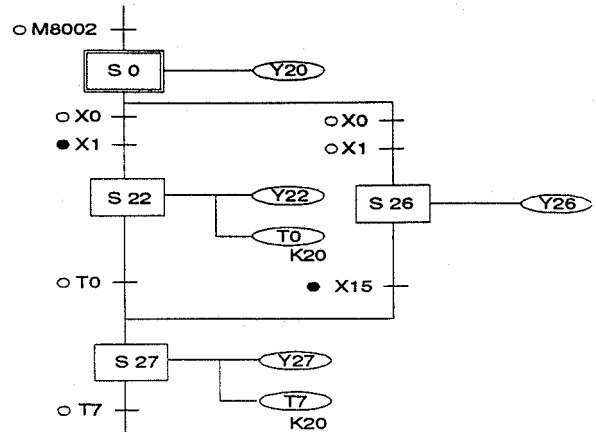 M8002
S 0 Y20
X0 X0
X1 X1
S 22 Y22 S 26 Y26
T0
K20
T0 X15
S 27 Y27
T7
T7 K20